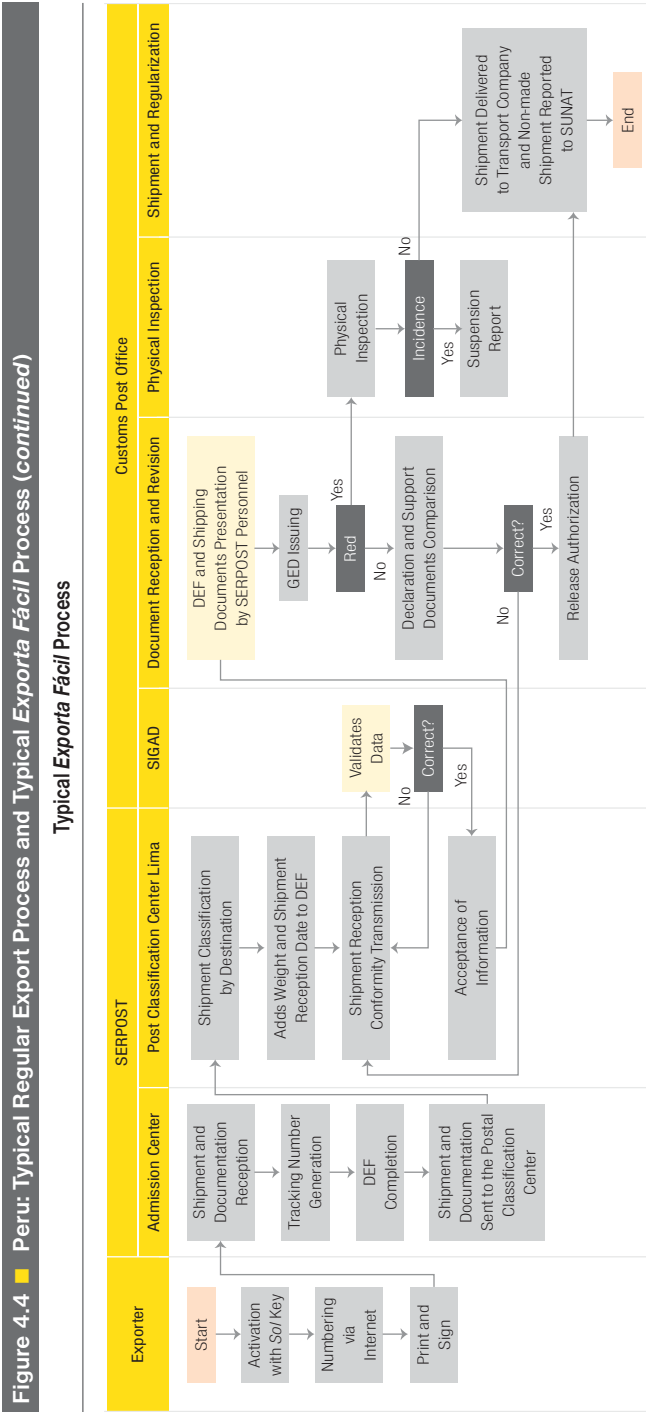 Figure 4.4 ■ Peru: Typical Regular Export Process and Typical Exporta Fácil Process (continued)
Typical Exporta Fácil Process
Exporter
SERPOST
Customs Post Office
Admission Center
Post Classification Center Lima
SIGAD
Document Reception and Revision
Physical Inspection
Shipment and Regularization
Start
Activation
with Sol Key
Numbering
via
Internet
Print and
Sign
Shipment and
Documentation
Reception
Tracking Number
Generation
DEF
Completion
Shipment and
Documentation
Sent to the Postal
Classification
Center
Shipment Classification
by Destination
Adds Weight and Shipment
Reception Date to DEF
Shipment Reception
Conformity Transmission
Acceptance of
Information
Validates
Data
Correct?
No
Yes
DEF and Shipping
Documents Presentation
by SERPOST Personnel
GED Issuing
Red
Yes
No
Declaration and Support
Documents Comparison
Correct?
No
Yes
Release Authorization
Physical
Inspection
Incidence
No
Yes
Suspension
Report
Shipment Delivered
to Transport Company
and Non-made
Shipment Reported
to SUNAT
End